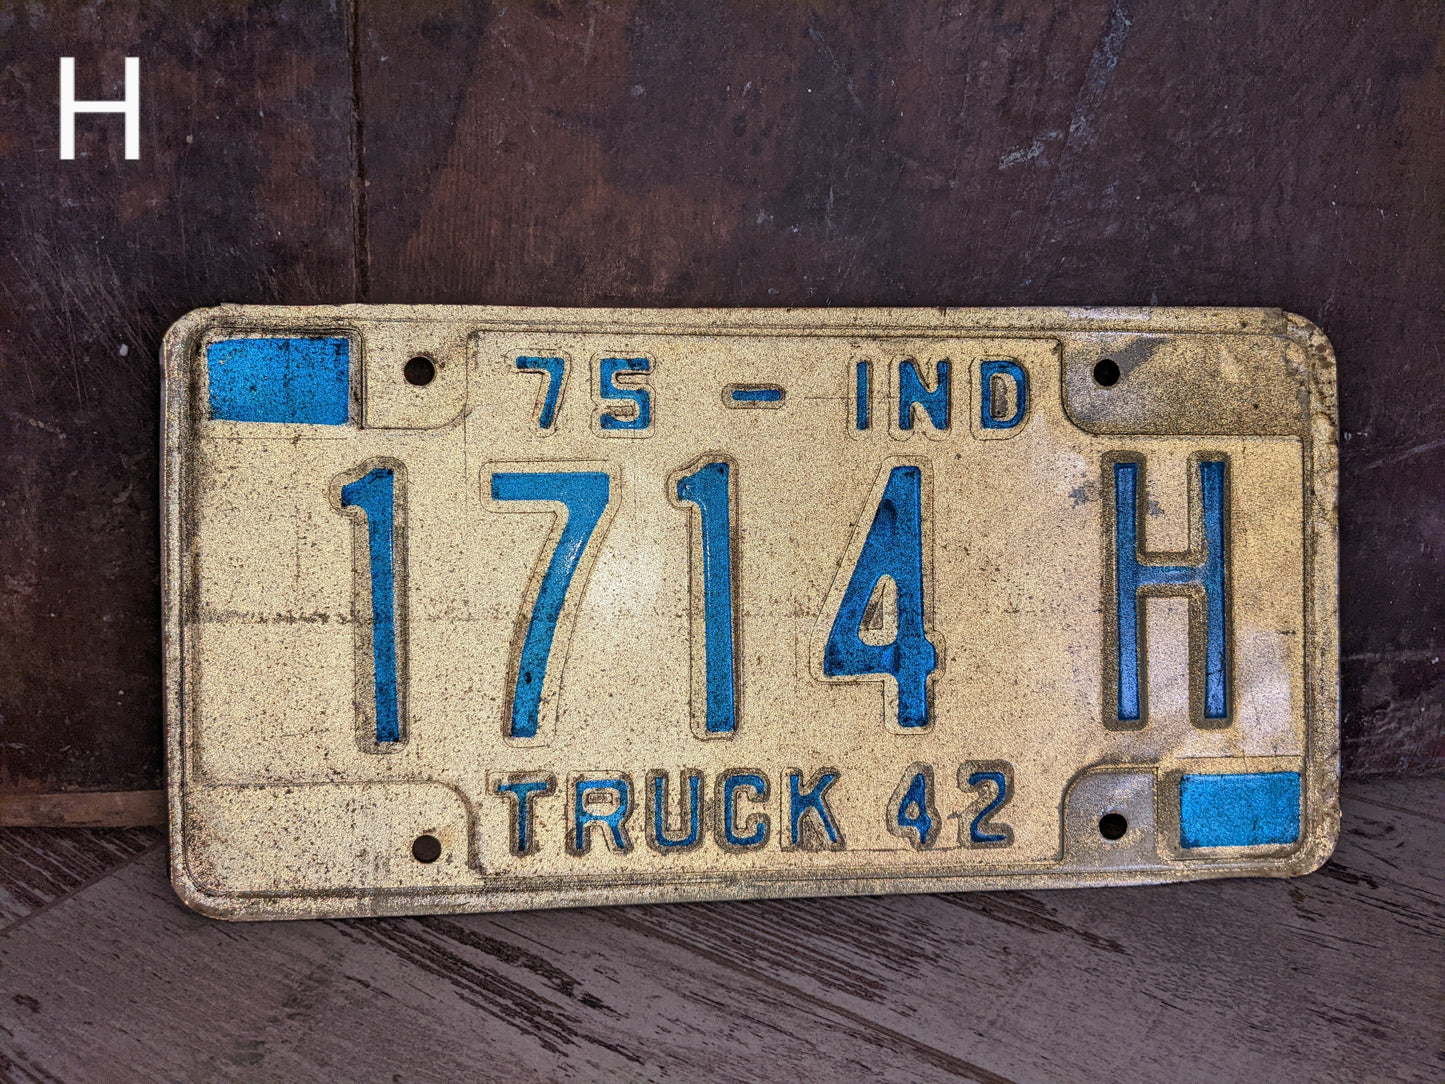 H
75 - IND
1714 H
TRUCK 42